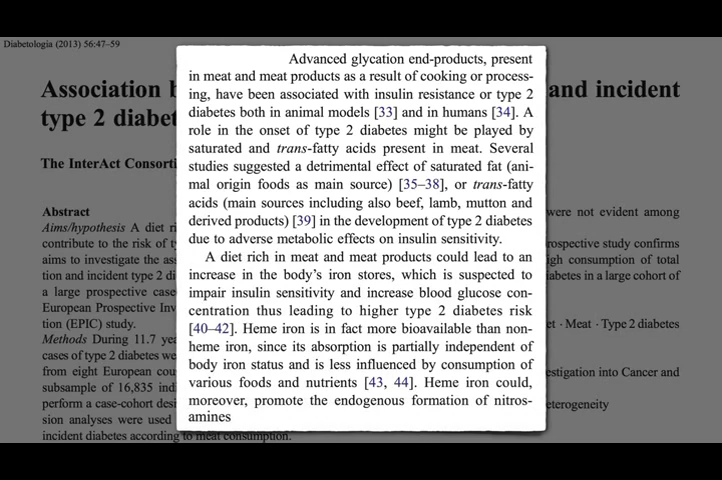 Diabetologia (2013) 56:47–59
Association b
and incident
type 2 diabet
The InterAct Consorti
Abstract
Aims/hypothesis A diet ri
contribute to the risk of ty
aims to investigate the ass
tion and incident type 2 di
a large prospective case
European Prospective Inv
tion (EPIC) study.
Methods During 11.7 yea
cases of type 2 diabetes we
from eight European cou
subsample of 16,835 indi
perform a case-cohort desi
sion analyses were used
incident diabetes according to meat consumption.
Advanced glycation end-products, present
in meat and meat products as a result of cooking or process-
ing, have been associated with insulin resistance or type 2
diabetes both in animal models [33] and in humans [34]. A
role in the onset of type 2 diabetes might be played by
saturated and trans-fatty acids present in meat. Several
studies suggested a detrimental effect of saturated fat (ani-
mal origin foods as main source) [35–38], or trans-fatty
acids (main sources including also beef, lamb, mutton and
derived products) [39] in the development of type 2 diabetes
due to adverse metabolic effects on insulin sensitivity.
A diet rich in meat and meat products could lead to an
increase in the body's iron stores, which is suspected to
impair insulin sensitivity and increase blood glucose con-
centration thus leading to higher type 2 diabetes risk
[40–42]. Heme iron is in fact more bioavailable than non-
heme iron, since its absorption is partially independent of
body iron status and is less influenced by consumption of
various foods and nutrients [43, 44]. Heme iron could,
moreover, promote the endogenous formation of nitros-
amines
were not evident among
rospective study confirms
igh consumption of total
iabetes in a large cohort of
et · Meat · Type 2 diabetes
estigation into Cancer and
eterogeneity